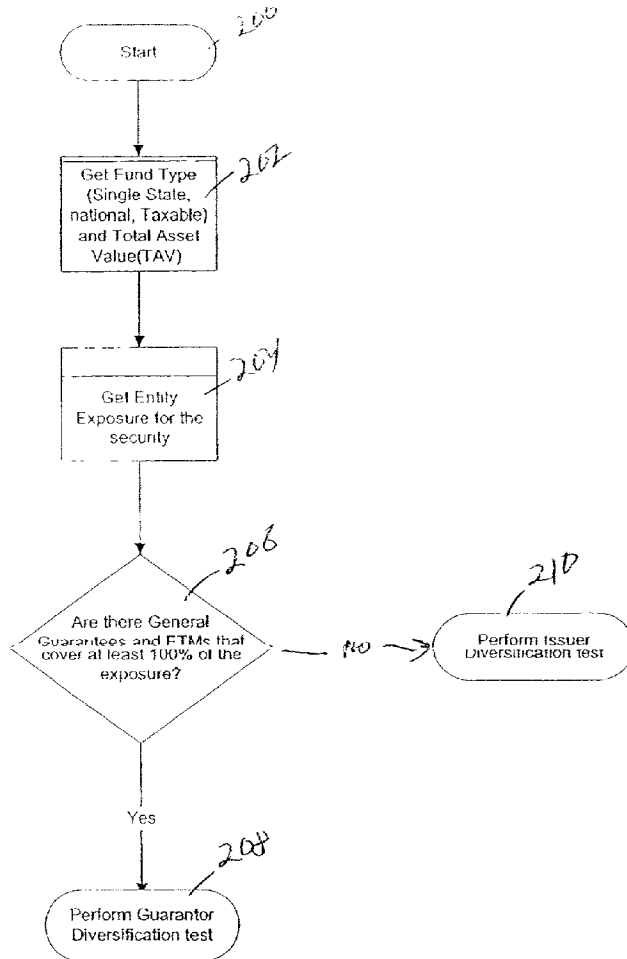 Start
200
Get Fund Type
(Single State,
national, Taxable)
and Total Asset
Value(TAV)
202
Get Entity
Exposure for the
security
204
Are there General
Guarantees and ETMs that
cover at least 100% of the
exposure?
206
NO
Perform Issuer
Diversification test
210
Yes
Perform Guarantor
Diversification test
208